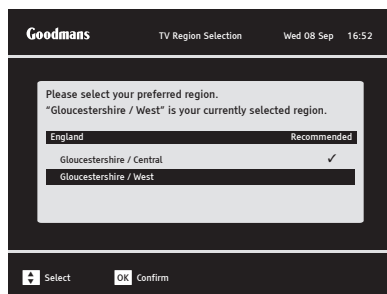 Goodmans TV Region Selection Wed 08 Sep 16:52
Please select your preferred region.
“Gloucestershire / West” is your currently selected region.
England Recommended
Gloucestershire / Central ✓
Gloucestershire / West
Select OK Confirm